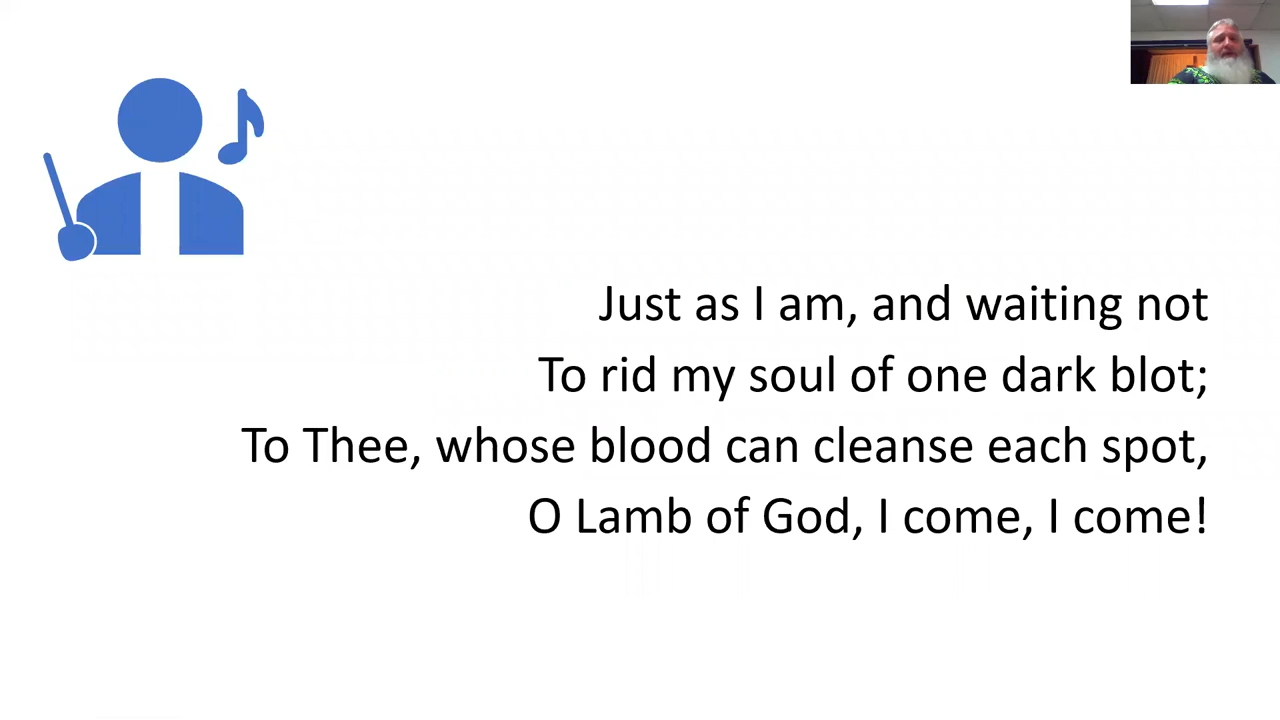 Just as I am, and waiting not
To rid my soul of one dark blot;
To Thee, whose blood can cleanse each spot,
O Lamb of God, I come, I come!